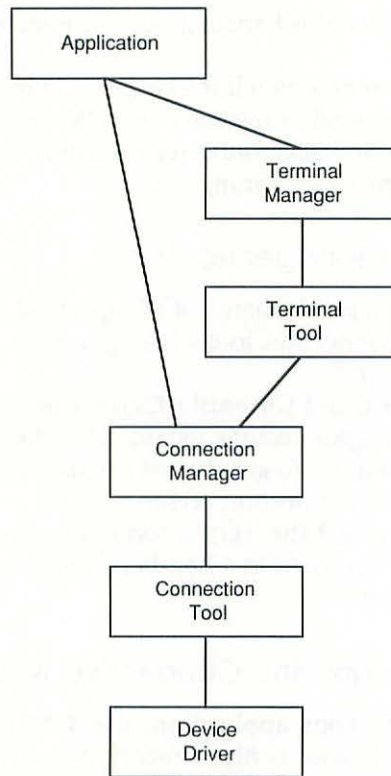 Application
Terminal
Manager
Terminal
Tool
Connection
Manager
Connection
Tool
Device
Driver